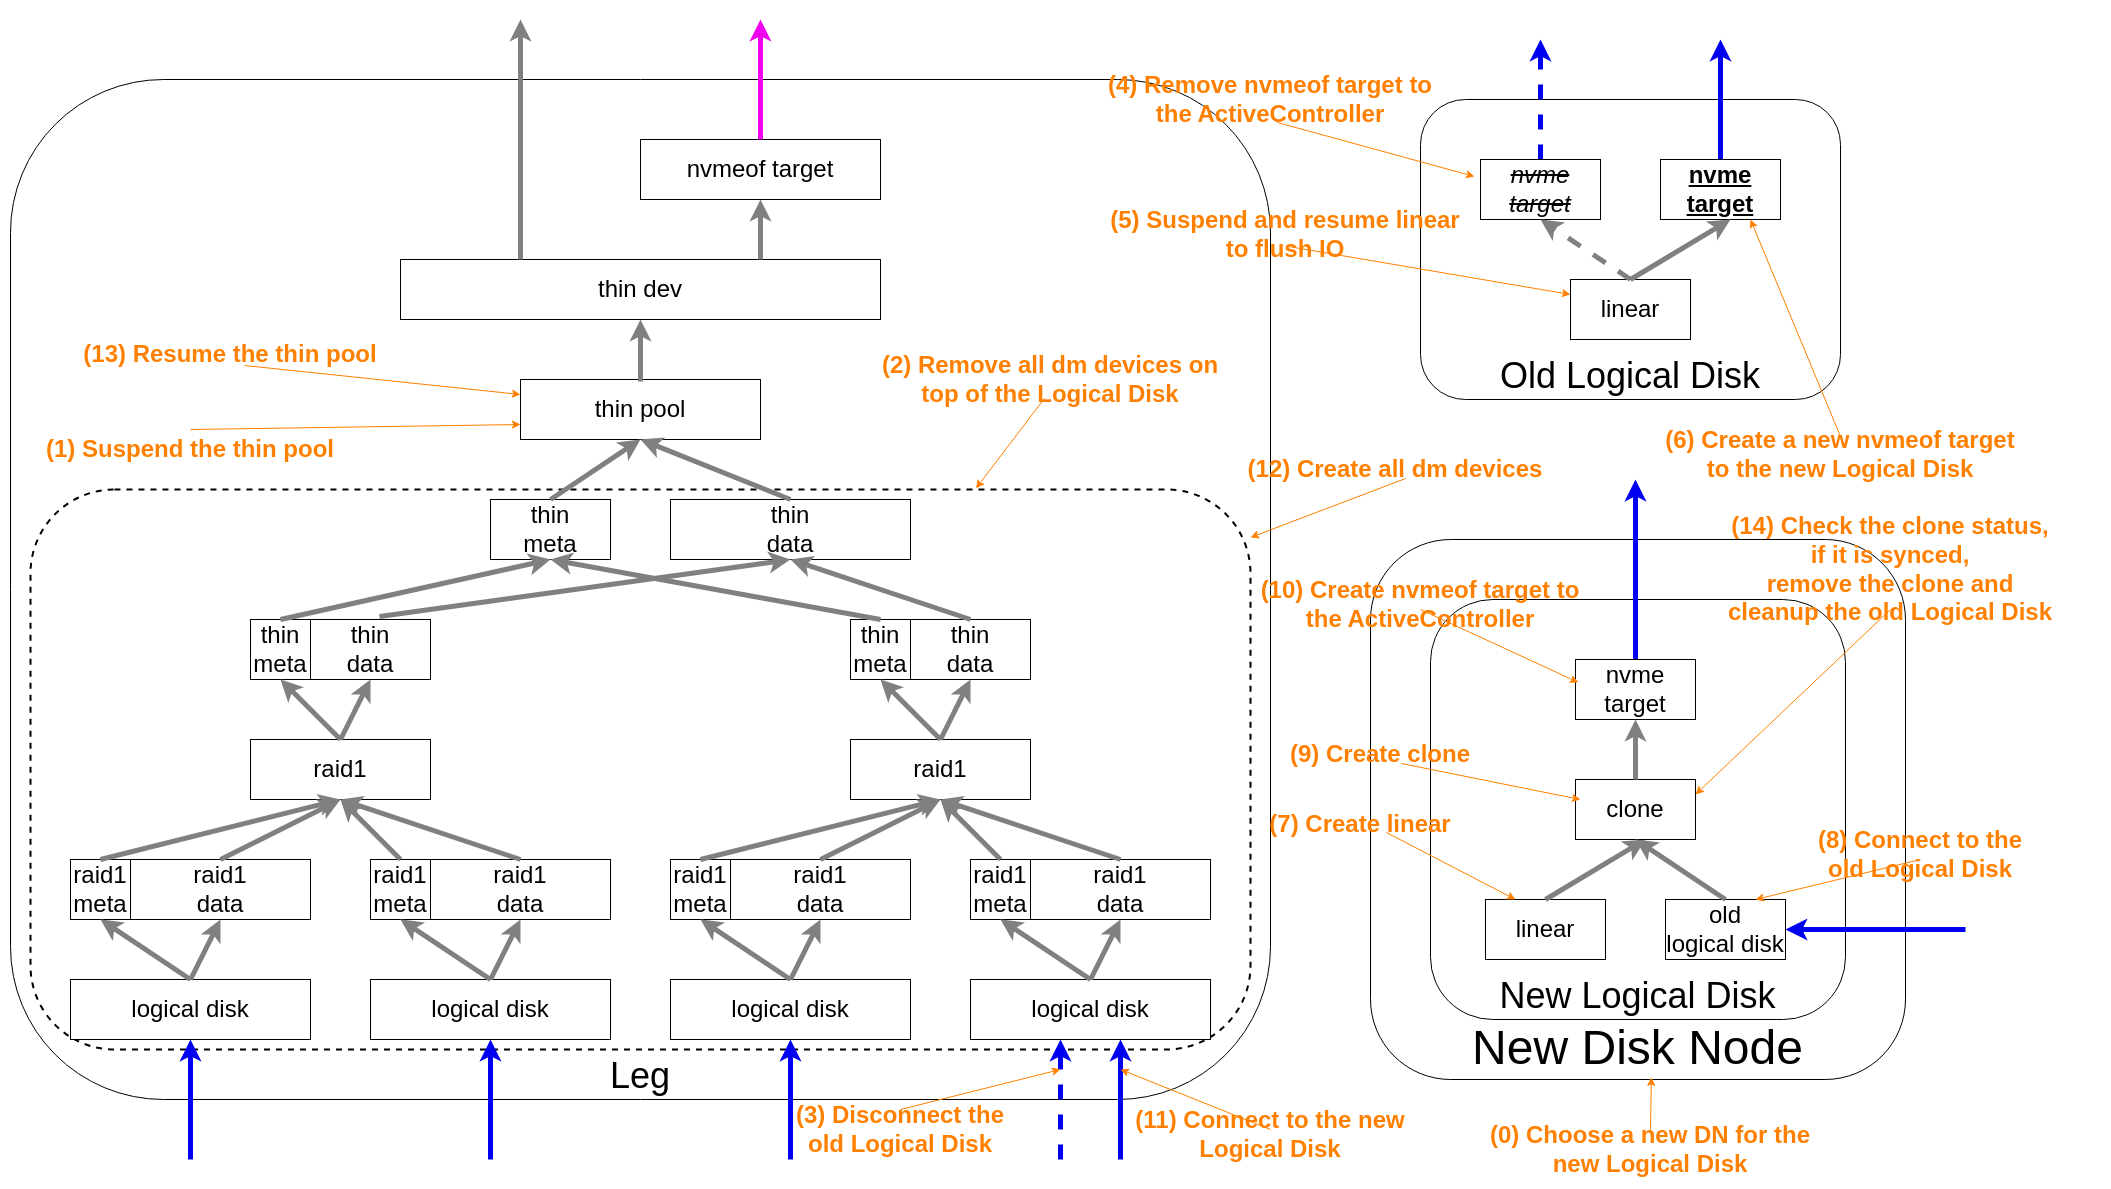 (4) Remove nvmeof target to
the ActiveController
nvmeof target
nvme
target
nvme
target
(5) Suspend and resume linear
to flush IO
thin dev
linear
(13) Resume the thin pool
(2) Remove all dm devices on
top of the Logical Disk
Old Logical Disk
thin pool
(1) Suspend the thin pool
(6) Create a new nvmeof target
to the new Logical Disk
(12) Create all dm devices
thin
meta
thin
data
(14) Check the clone status,
if it is synced,
remove the clone and
cleanup the old Logical Disk
(10) Create nvmeof target to
the ActiveController
thin
meta
thin
data
thin
meta
thin
data
nvme
target
raid1
raid1
(9) Create clone
clone
(7) Create linear
(8) Connect to the
old Logical Disk
raid1
meta
raid1
data
raid1
meta
raid1
data
raid1
meta
raid1
data
raid1
meta
raid1
data
linear
old
logical disk
logical disk
logical disk
logical disk
logical disk
New Logical Disk
New Disk Node
Leg
(3) Disconnect the
old Logical Disk
(11) Connect to the new
Logical Disk
(0) Choose a new DN for the
new Logical Disk